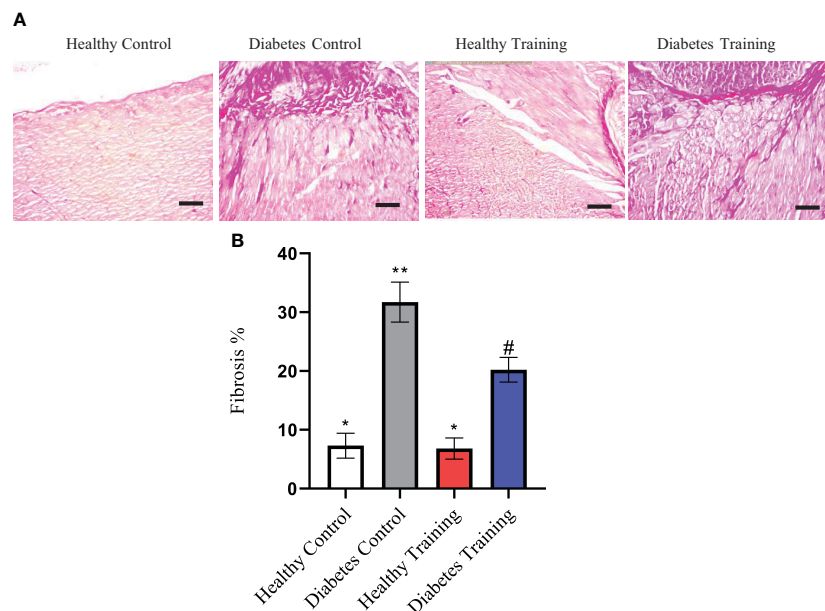 A
Healthy Control Diabetes Control Healthy Training Diabetes Training
B
Fibrosis %
40
30
20
10
0
*
**
*
#
Healthy Control
Diabetes Control
Healthy Training
Diabetes Training